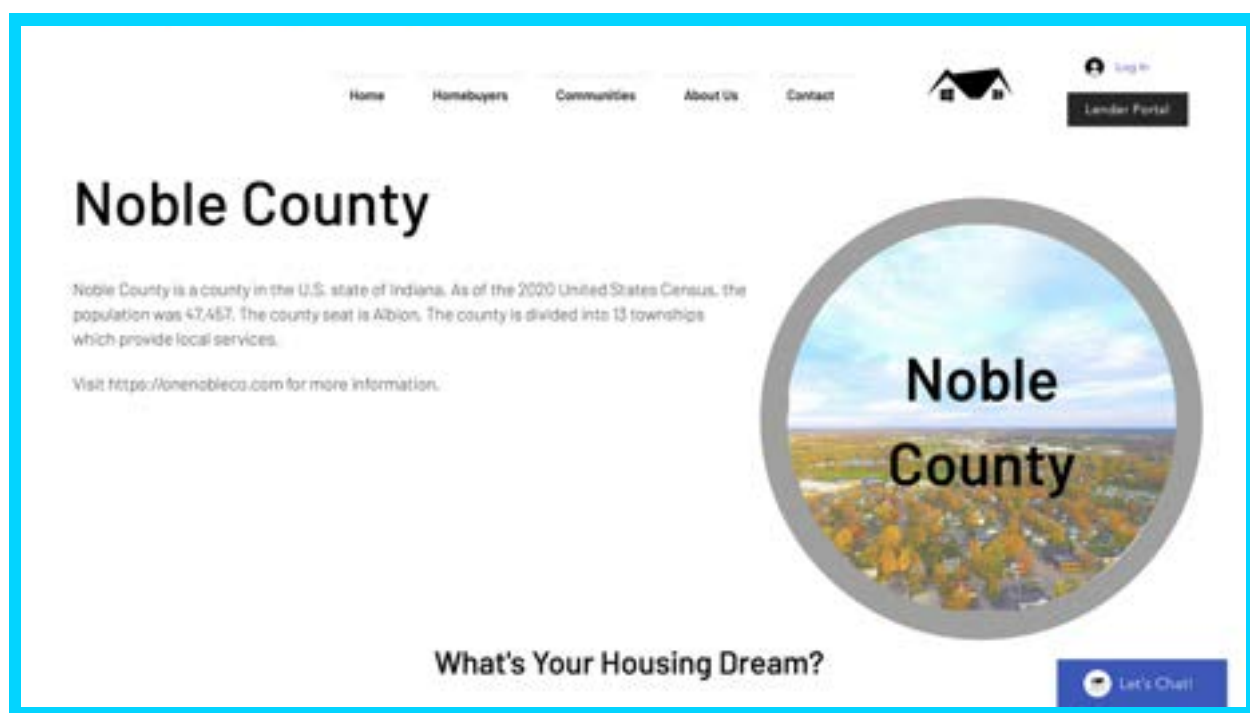 Home Homebuyers Communities About Us Contact
Log In
Lender Portal
Noble County
Noble County is a county in the U.S. state of Indiana. As of the 2020 United States Census, the
population was 47,457. The county seat is Albion. The county is divided into 13 townships
which provide local services.
Visit https://onenobleco.com for more information.
Noble
County
What's Your Housing Dream?
Let's Chat!